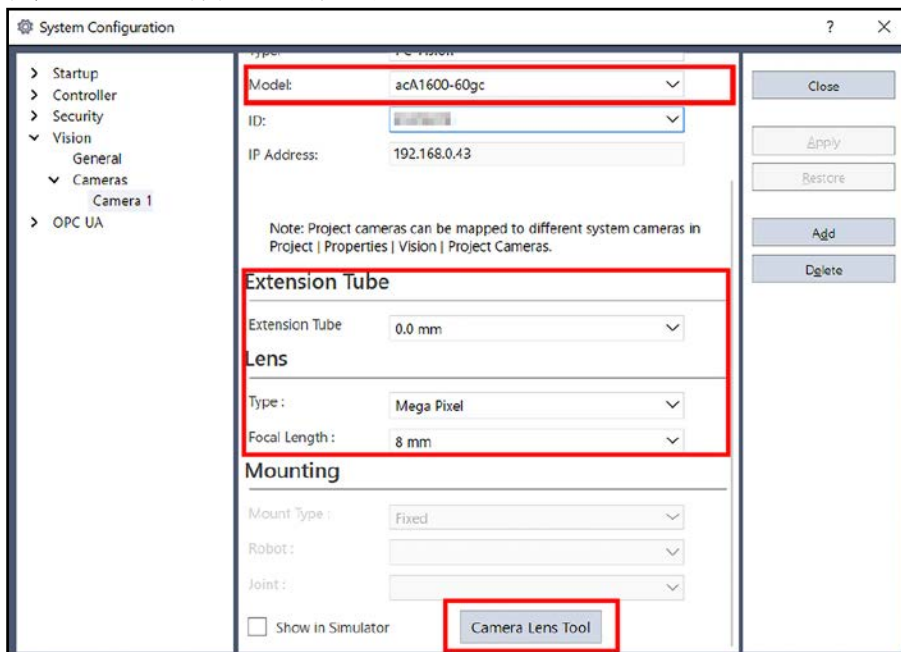 System Configuration
?
Startup
Controller
Security
Vision
General
Cameras
Camera 1
OPC UA
Model:
acA1600-60gc
ID:
IP Address:
192.168.0.43
Note: Project cameras can be mapped to different system cameras in
Project | Properties | Vision | Project Cameras.
Extension Tube
Extension Tube
0.0 mm
Lens
Type :
Mega Pixel
Focal Length :
8 mm
Mounting
Mount Type :
Fixed
Robot :
Joint :
Show in Simulator
Camera Lens Tool
Close
Apply
Restore
Add
Delete